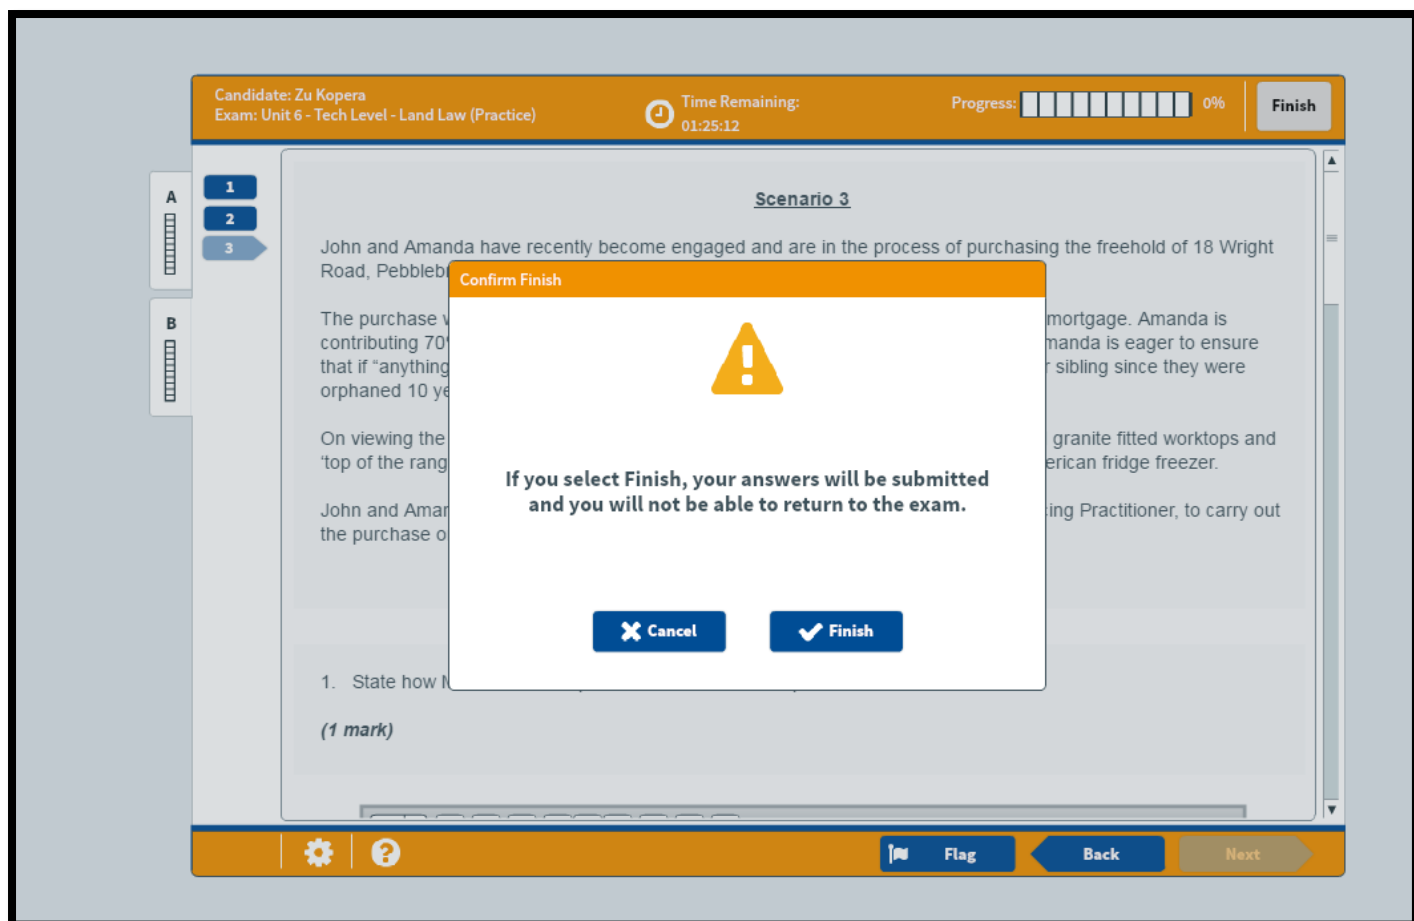 Candidate: Zu Kopera
Exam: Unit 6 - Tech Level - Land Law (Practice)
Time Remaining:
01:25:12
Progress:
0%
Finish
A
B
1
2
3
Scenario 3
John and Amanda have recently become engaged and are in the process of purchasing the freehold of 18 Wright
Road,
The purchase
mortgage. Amanda is
contributing
is eager to ensure
that if “anything
sibling since they were
orphaned 10
On viewing the
granite fitted worktops and
‘top of the
fridge freezer.
John and
Practitioner, to carry out
the purchase
Confirm Finish
If you select Finish, your answers will be submitted
and you will not be able to return to the exam.
Cancel
Finish
1. State how
(1 mark)
Flag
Back
Next